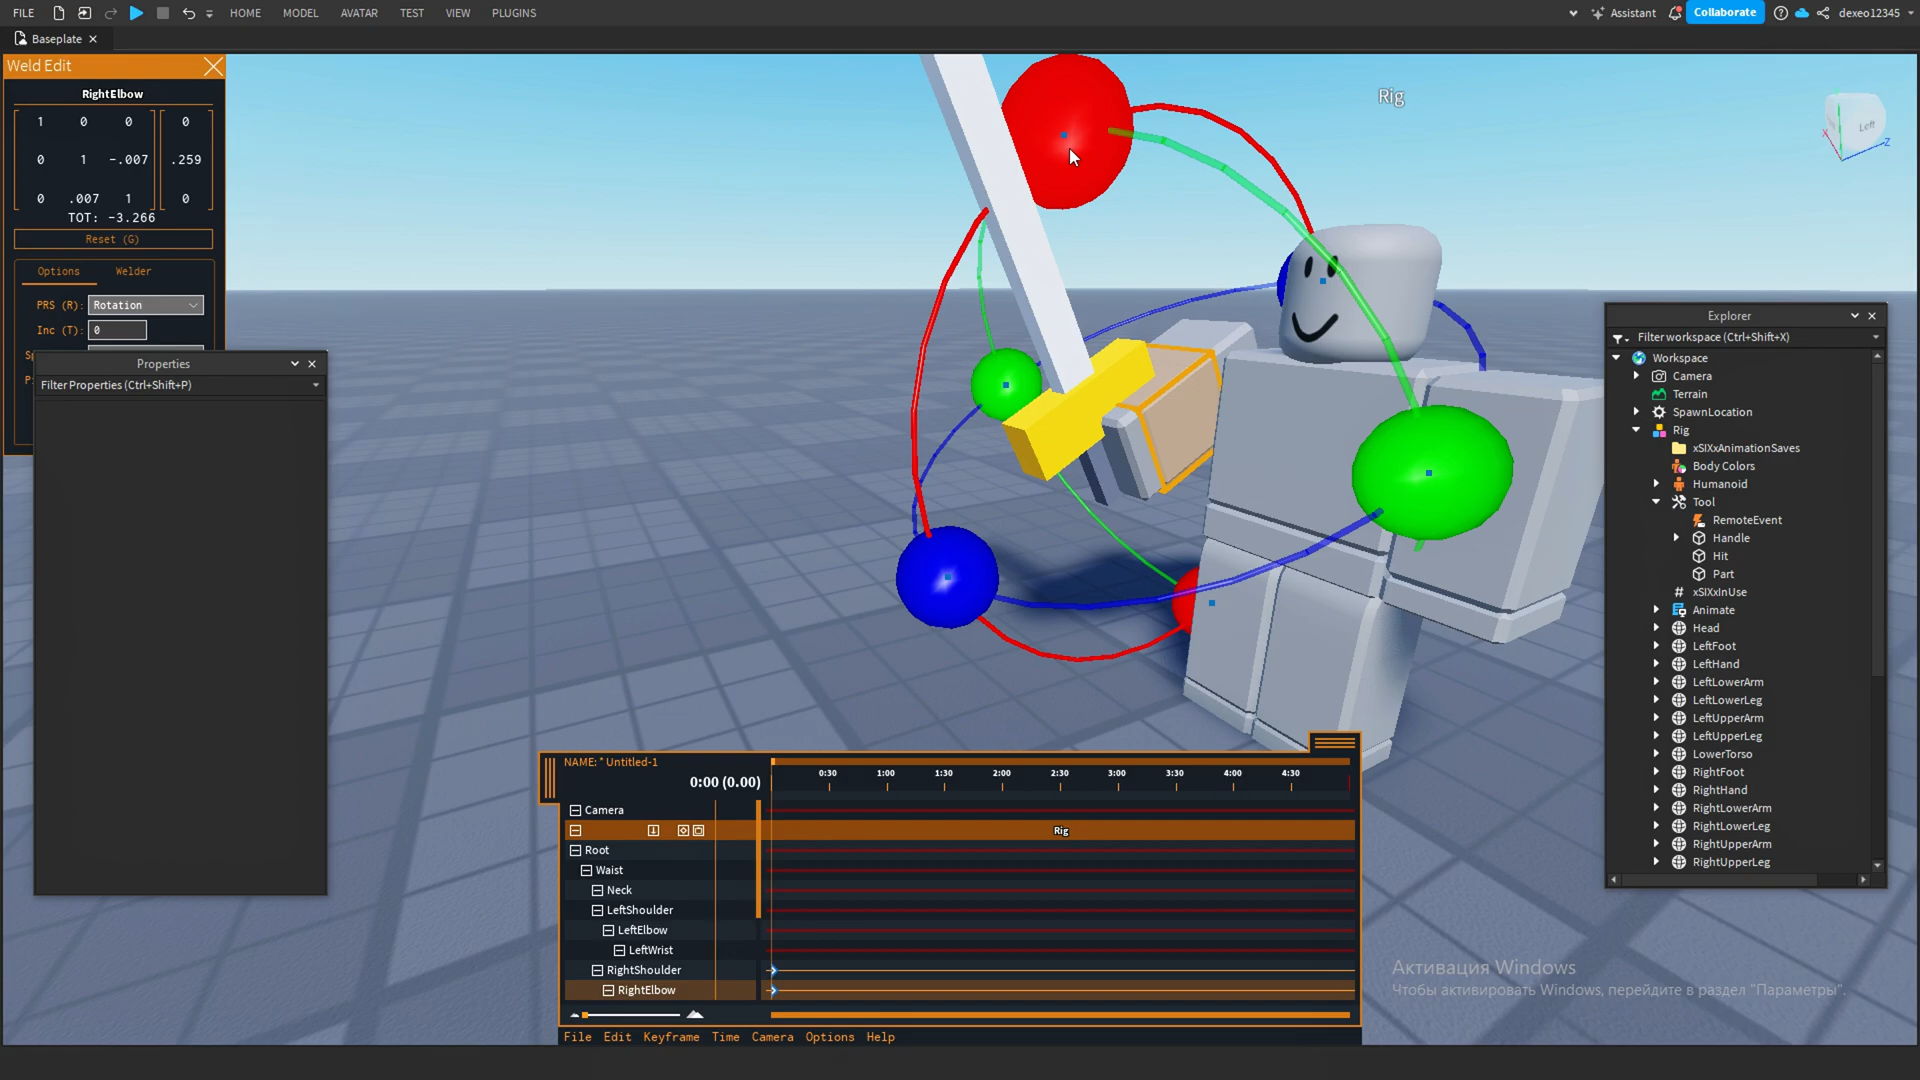 FILE HOME MODEL AVATAR TEST VIEW PLUGINS Assistant Collaborate dexeo12345
Baseplate
Weld Edit
RightElbow
1 0 0 0
0 1 -.007 .259
0 .007 1 0
TOT: -3.266
Reset (G)
Options Welder
PRS (R): Rotation
Inc (T): 0
Properties
Filter Properties (Ctrl+Shift+P)
Rig
Left
X
Z
Explorer
Filter workspace (Ctrl+Shift+X)
Workspace
Camera
Terrain
SpawnLocation
Rig
xSIXxAnimationSaves
Body Colors
Humanoid
Tool
RemoteEvent
Handle
Hit
Part
xSIXxInUse
Animate
Head
LeftFoot
LeftHand
LeftLowerArm
LeftLowerLeg
LeftUpperArm
LeftUpperLeg
LowerTorso
RightFoot
RightHand
RightLowerArm
RightLowerLeg
RightUpperArm
RightUpperLeg
NAME: * Untitled-1
0:00 (0.00)
0:30 1:00 1:30 2:00 2:30 3:00 3:30 4:00 4:30
Camera
Rig
Root
Waist
Neck
LeftShoulder
LeftElbow
LeftWrist
RightShoulder
RightElbow
File Edit Keyframe Time Camera Options Help
Активация Windows
Чтобы активировать Windows, перейдите в раздел "Параметры".